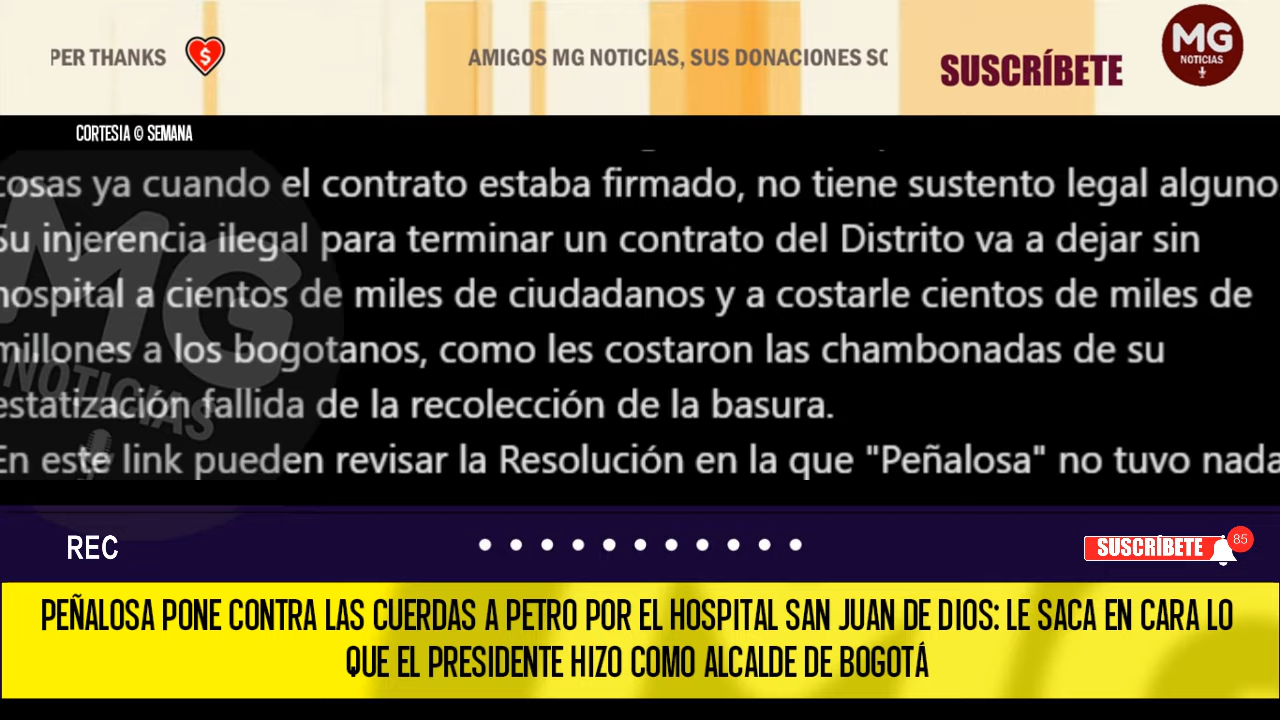 PER THANKS
AMIGOS MG NOTICIAS, SUS DONACIONES SO
SUSCRÍBETE
MG
NOTICIAS
CORTESIA © SEMANA
cosas ya cuando el contrato estaba firmado, no tiene sustento legal alguno
Su injerencia ilegal para terminar un contrato del Distrito va a dejar sin
hospital a cientos de miles de ciudadanos y a costarle cientos de miles de
millones a los bogotanos, como les costaron las chambonadas de su
estatización fallida de la recolección de la basura.
En este link pueden revisar la Resolución en la que "Peñalosa" no tuvo nada
MG
NOTICIAS
REC
SUSCRÍBETE
85
PEÑALOSA PONE CONTRA LAS CUERDAS A PETRO POR EL HOSPITAL SAN JUAN DE DIOS: LE SACA EN CARA LO
QUE EL PRESIDENTE HIZO COMO ALCALDE DE BOGOTÁ